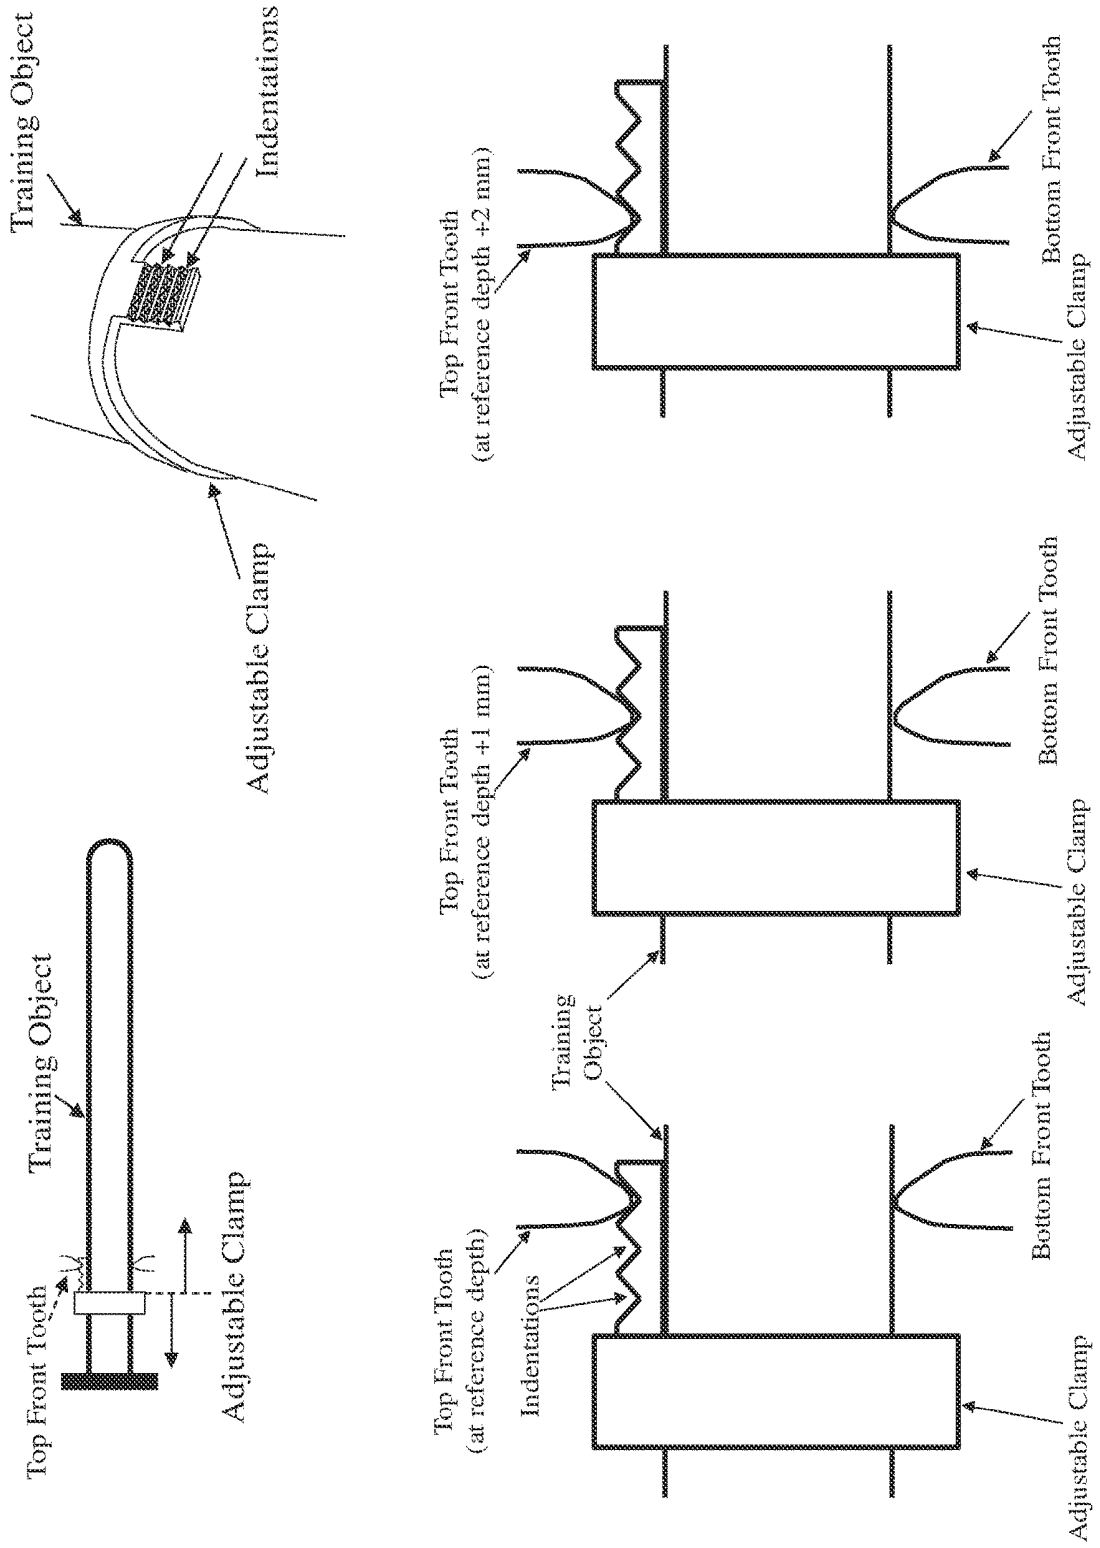 Top Front Tooth
Training Object
Adjustable Clamp
Training Object
Indentations
Adjustable Clamp
Top Front Tooth
(at reference depth)
Indentations
Training
Object
Bottom Front Tooth
Adjustable Clamp
Top Front Tooth
(at reference depth +1 mm)
Bottom Front Tooth
Adjustable Clamp
Top Front Tooth
(at reference depth +2 mm)
Bottom Front Tooth
Adjustable Clamp